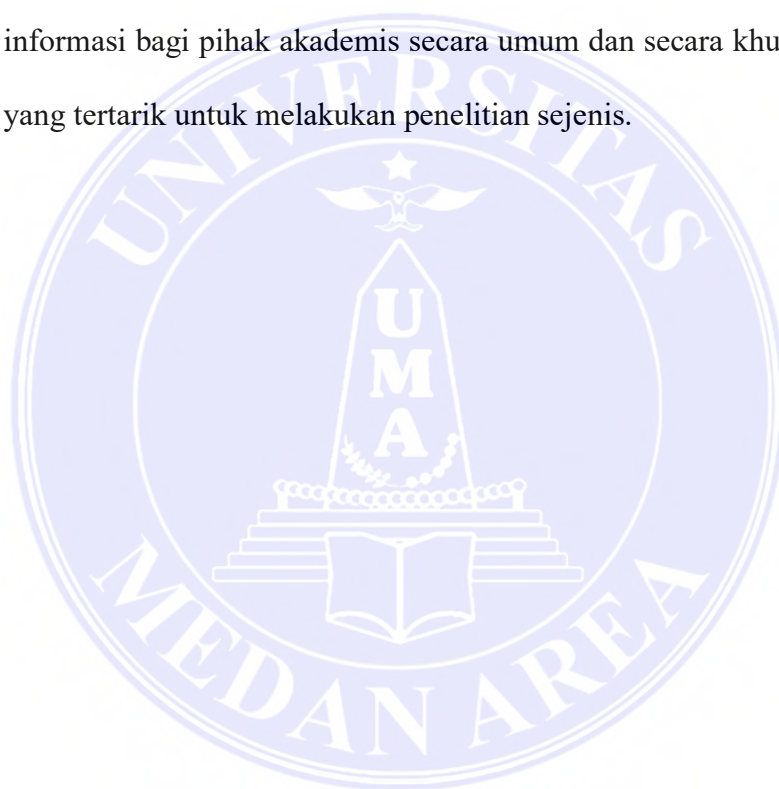 informasi bagi pihak akademis secara umum dan secara khu
yang tertarik untuk melakukan penelitian sejenis.
UNIVERSITAS
U
M
A
MEDAN AREA